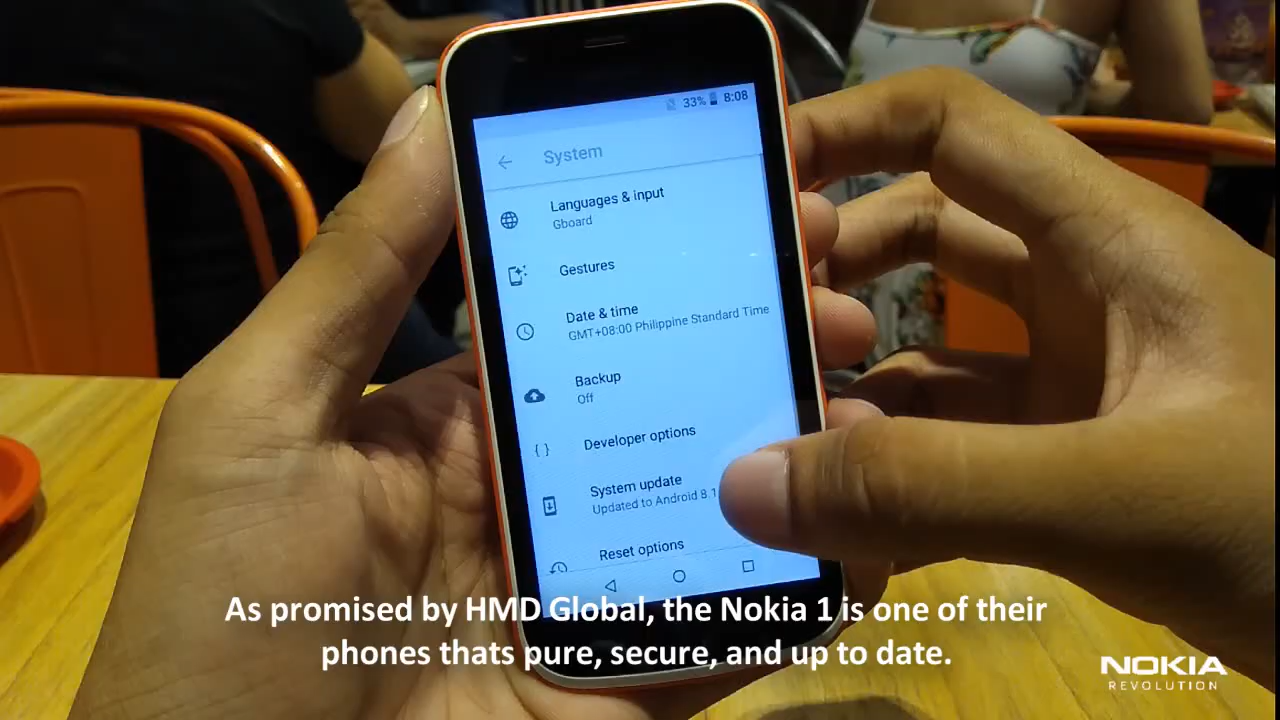 33% 8:08
System
Languages & input
Gboard
Gestures
Date & time
GMT+08:00 Philippine Standard Time
Backup
Off
{ } Developer options
System update
Updated to Android 8.1
Reset options
As promised by HMD Global, the Nokia 1 is one of their
phones thats pure, secure, and up to date.
NOKIA
REVOLUTION